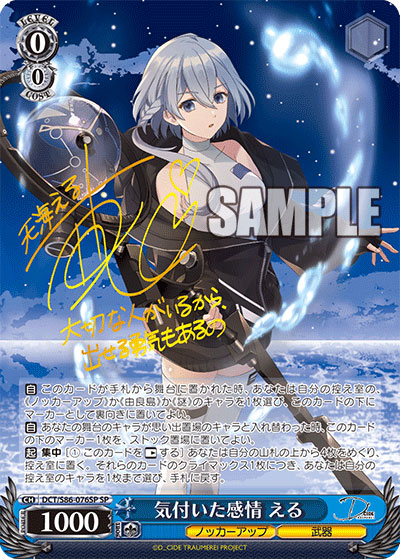 LEVEL
0
0
COST
SAMPLE
天海える
大切な人がいるから、
出せる勇気もあるの
自 このカードが手札から舞台に置かれた時、あなたは自分の控え室の
《ノッカーアップ》か《由良島》か《謎》のキャラを1枚選び、このカードの下に
マーカーとして裏向きに置いてよい。
自 あなたの舞台のキャラが思い出置場のキャラと入れ替わった時、このカード
の下のマーカーを1枚、ストック置場に置いてよい。
自 集中 [① このカードを レストする] あなたは自分の山札の上から4枚をめくり、
控え室に置く。それらのカードのクライマックス1枚につき、あなたは自分の
控え室のキャラを1枚まで選び、手札に戻す。
CH DCT/S86-076SP SP
POWER
1000
気付いた感情 える
ノッカーアップ
武器
©D_CIDE TRAUMEREI PROJECT